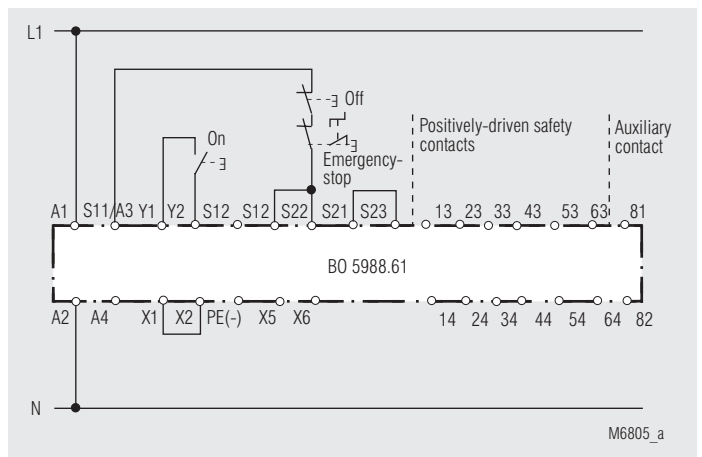 L1
Off
On
Positively-driven safety
contacts
Auxiliary
contact
Emergency-
stop
A1 S11/A3 Y1 Y2 S12 S12 S22 S21 S23 13 23 33 43 53 63 81
BO 5988.61
A2 A4 X1 X2 PE(-) X5 X6 14 24 34 44 54 64 82
N
M6805_a